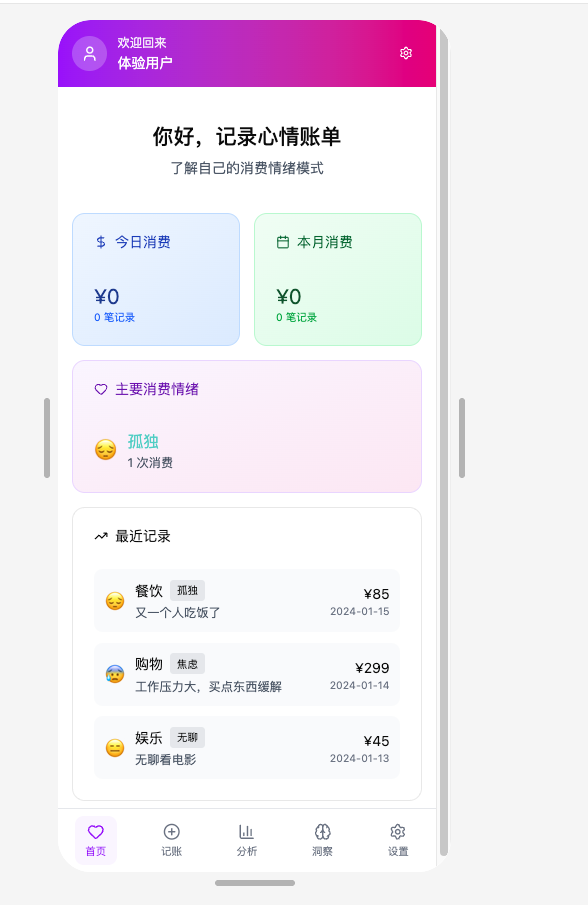 欢迎回来
体验用户
你好，记录心情账单
了解自己的消费情绪模式
今日消费
¥0
0 笔记录
本月消费
¥0
0 笔记录
主要消费情绪
孤独
1 次消费
最近记录
餐饮 孤独
¥85
又一个人吃饭了
2024-01-15
购物 焦虑
¥299
工作压力大，买点东西缓解
2024-01-14
娱乐 无聊
¥45
无聊看电影
2024-01-13
首页
记账
分析
洞察
设置